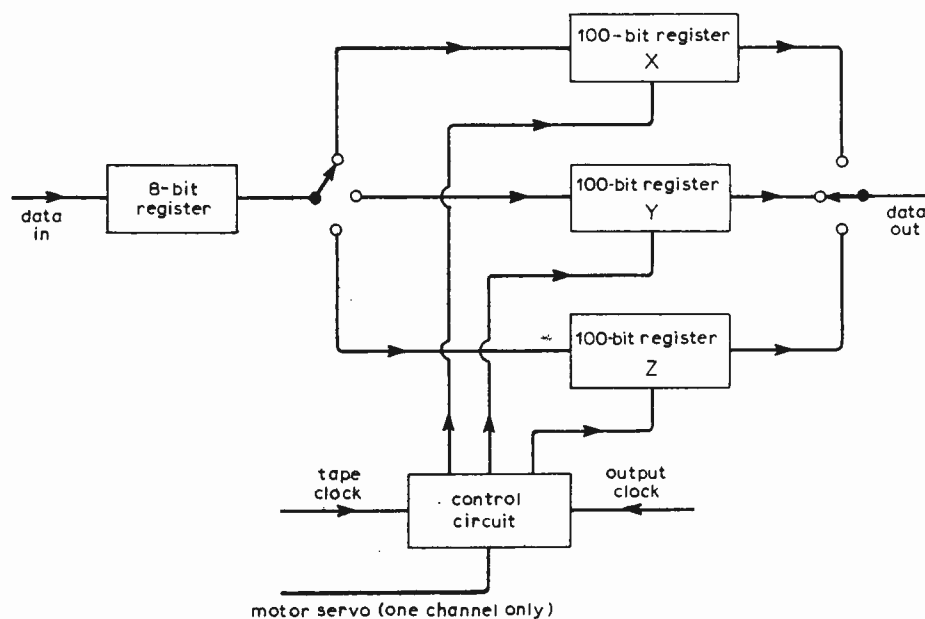 100-bit register
X
8-bit
register
data
in
100-bit register
Y
data
out
100-bit register
Z
tape
clock
control
circuit
output
clock
motor servo (one channel only)